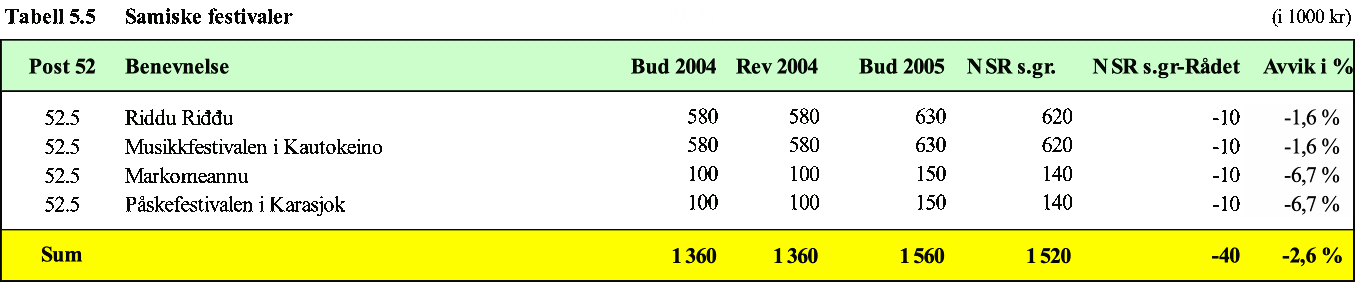 Tabell 5.5 Samiske festivaler (i 1000 kr)
Post 52 Benevnelse Bud 2004 Rev 2004 Bud 2005 NSR s.gr. NSR s.gr-Rådet Avvik i %
52.5 Riddu Riđđu 580 580 630 620 -10 -1,6 %
52.5 Musikkfestivalen i Kautokeino 580 580 630 620 -10 -1,6 %
52.5 Markomeannu 100 100 150 140 -10 -6,7 %
52.5 Påskefestivalen i Karasjok 100 100 150 140 -10 -6,7 %
Sum 1 360 1 360 1 560 1 520 -40 -2,6 %